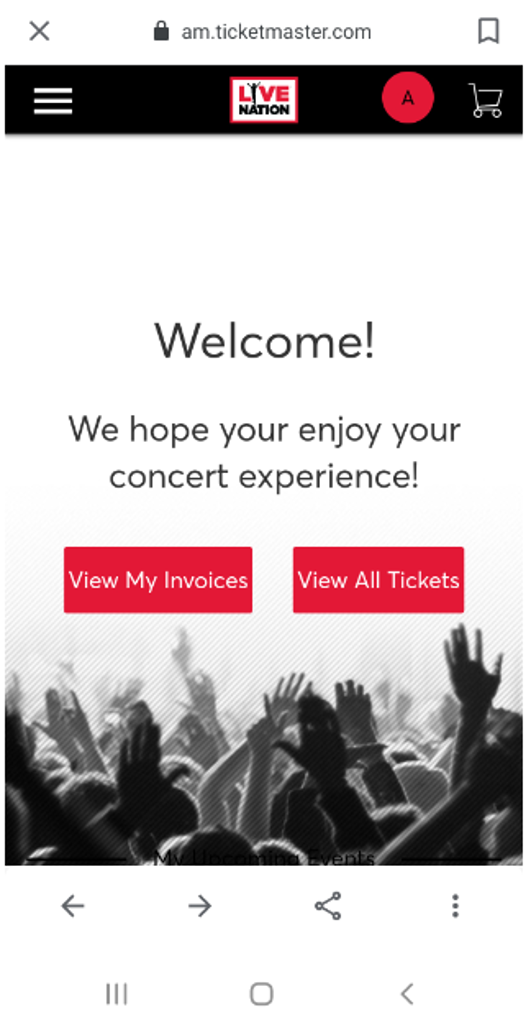 am.ticketmaster.com
LIVE
NATION
A
Welcome!
We hope your enjoy your
concert experience!
View My Invoices
View All Tickets
My Upcoming Events